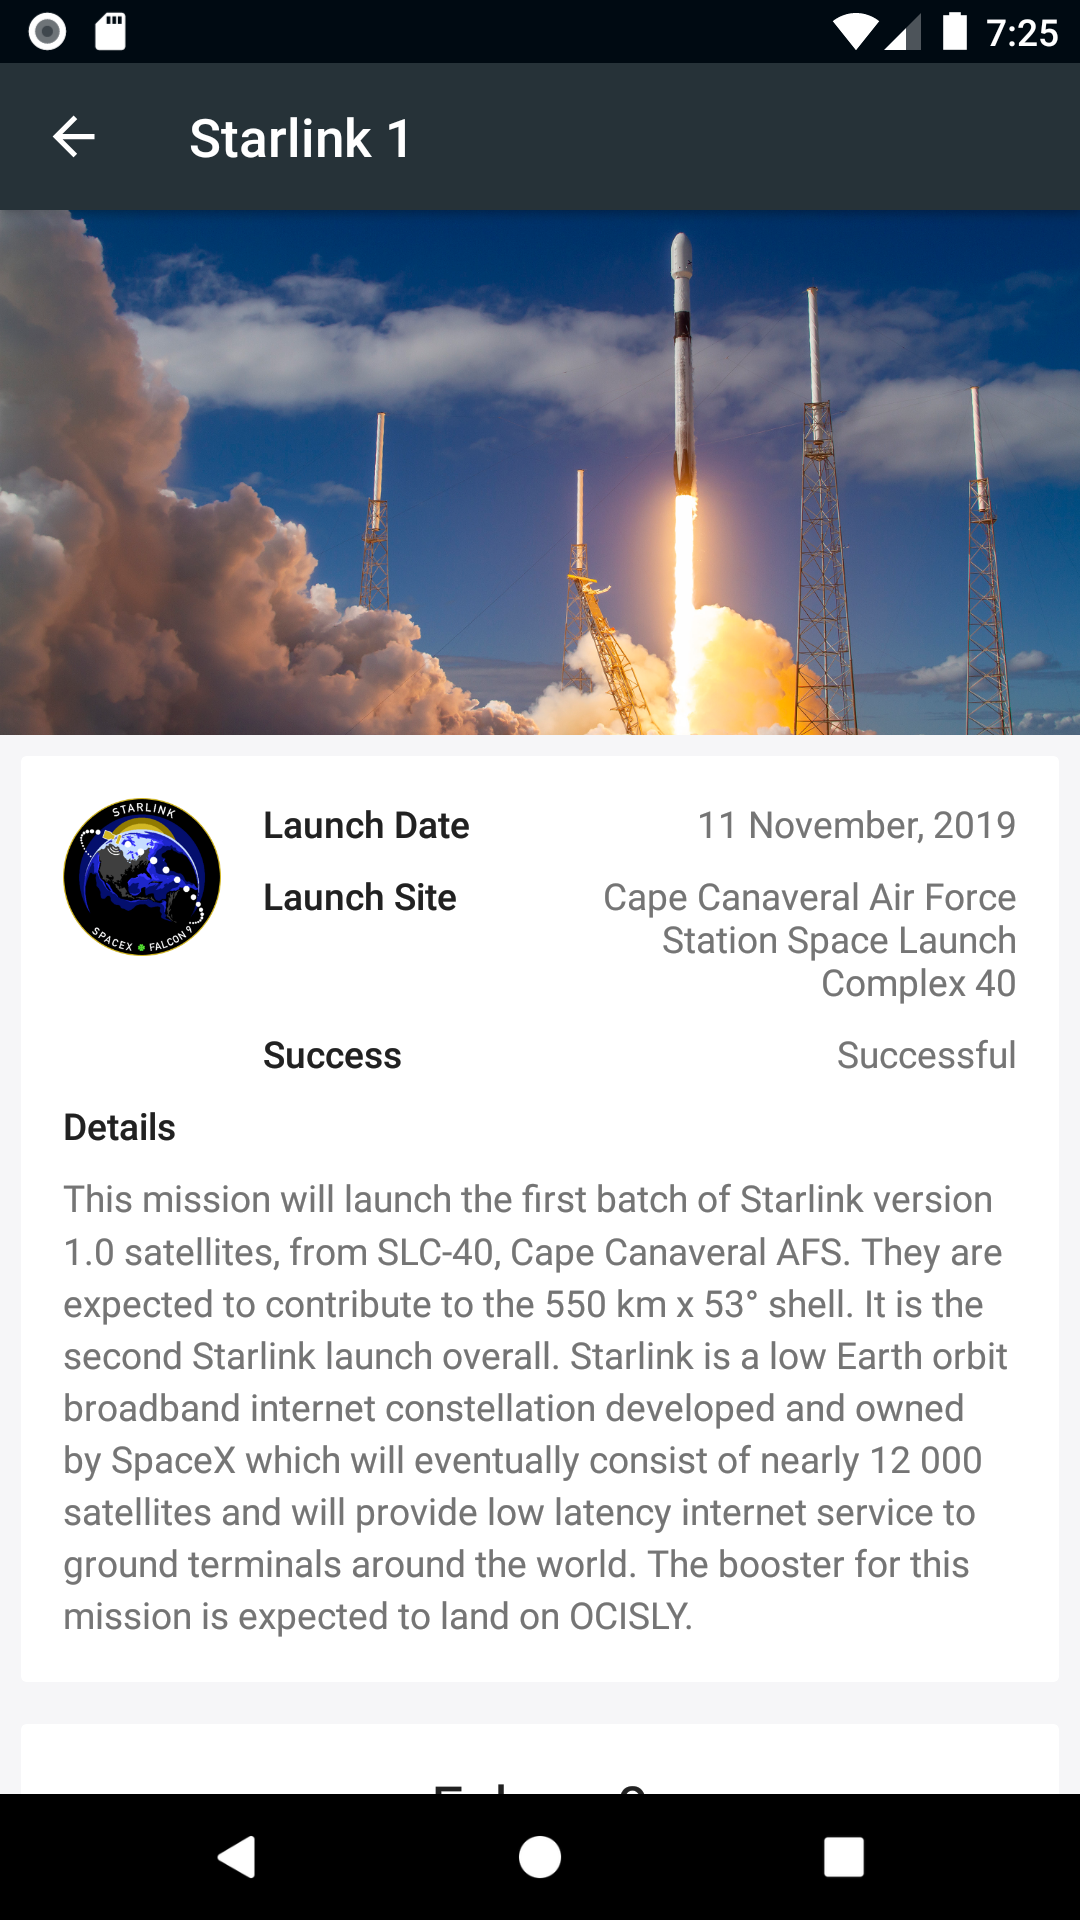 7:25
Starlink 1
STARLINK
SPACEX FALCON 9
Launch Date 11 November, 2019
Launch Site Cape Canaveral Air Force
Station Space Launch
Complex 40
Success Successful
Details
This mission will launch the first batch of Starlink version
1.0 satellites, from SLC-40, Cape Canaveral AFS. They are
expected to contribute to the 550 km x 53° shell. It is the
second Starlink launch overall. Starlink is a low Earth orbit
broadband internet constellation developed and owned
by SpaceX which will eventually consist of nearly 12 000
satellites and will provide low latency internet service to
ground terminals around the world. The booster for this
mission is expected to land on OCISLY.